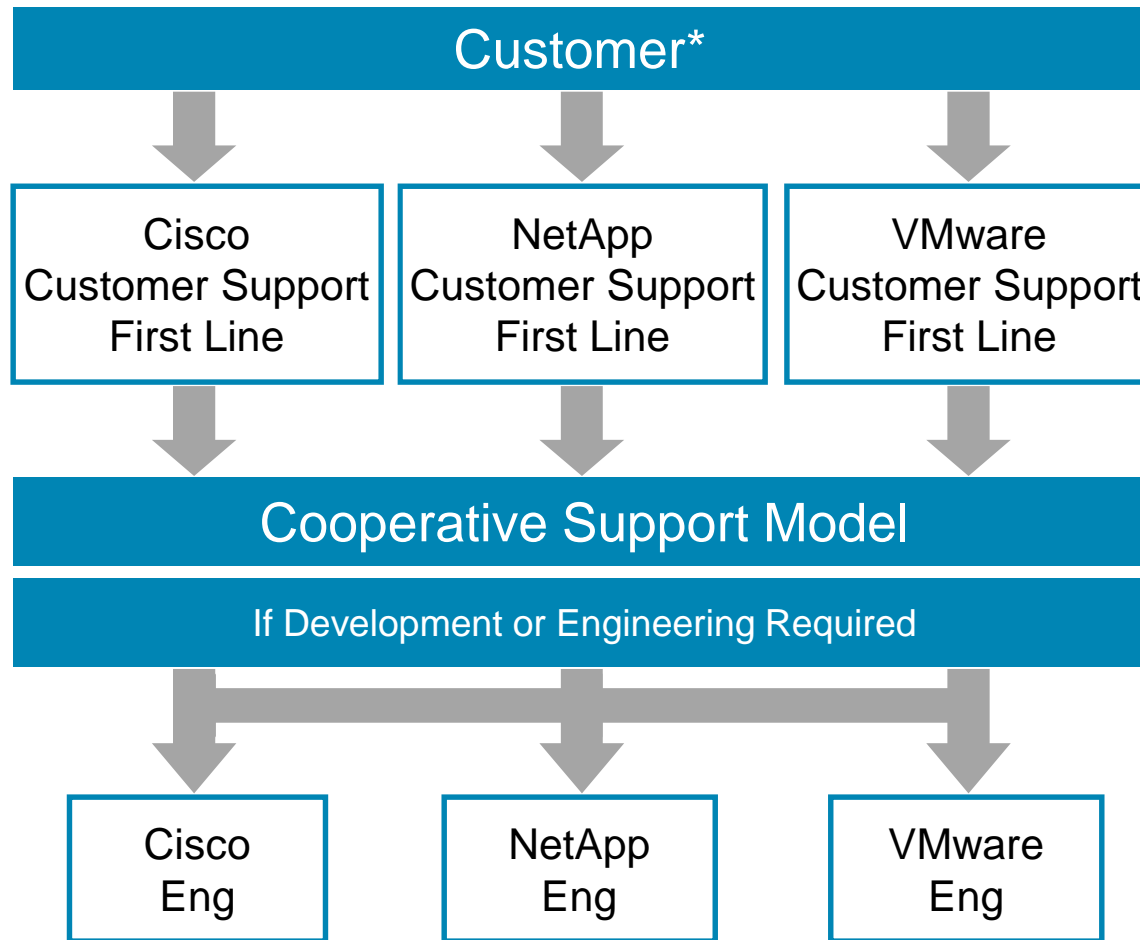 Customer*
Cisco
Customer Support
First Line
NetApp
Customer Support
First Line
VMware
Customer Support
First Line
Cooperative Support Model
If Development or Engineering Required
Cisco
Eng
NetApp
Eng
VMware
Eng